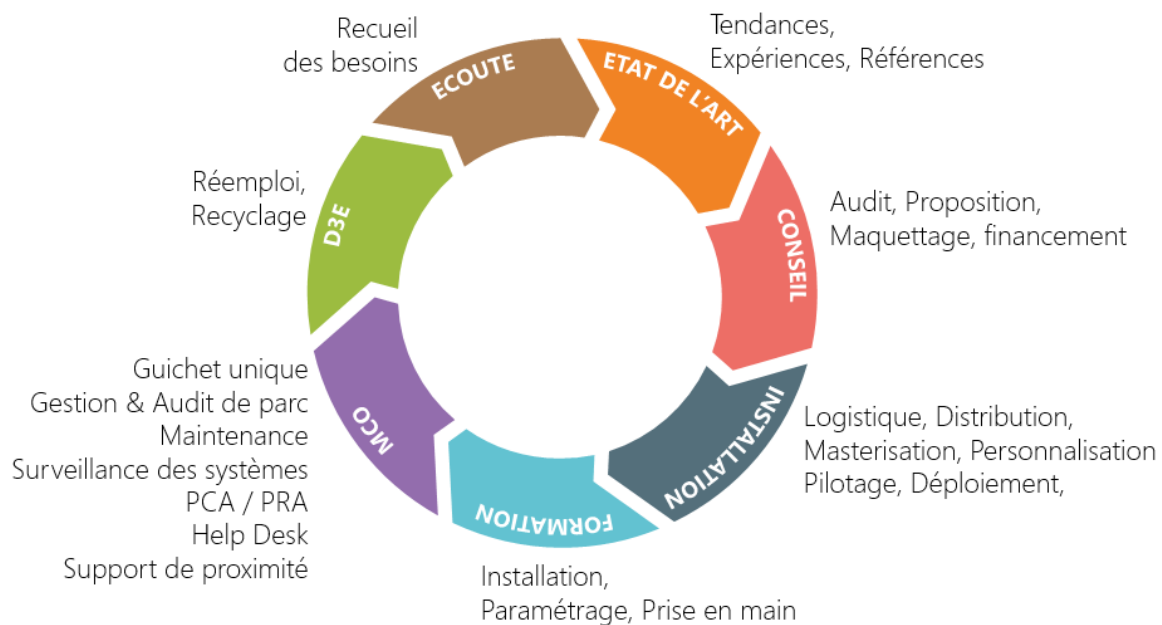 Recueil
des besoins
ECOUTE
Tendances,
Expériences, Références
ETAT DE L'ART
Audit, Proposition,
Maquettage, financement
CONSEIL
Logistique, Distribution,
Masterisation, Personnalisation
Pilotage, Déploiement,
INSTALLATION
Installation,
Paramétrage, Prise en main
FORMATION
Guichet unique
Gestion & Audit de parc
Maintenance
Surveillance des systèmes
PCA / PRA
Help Desk
Support de proximité
MCO
Réemploi,
Recyclage
D3E